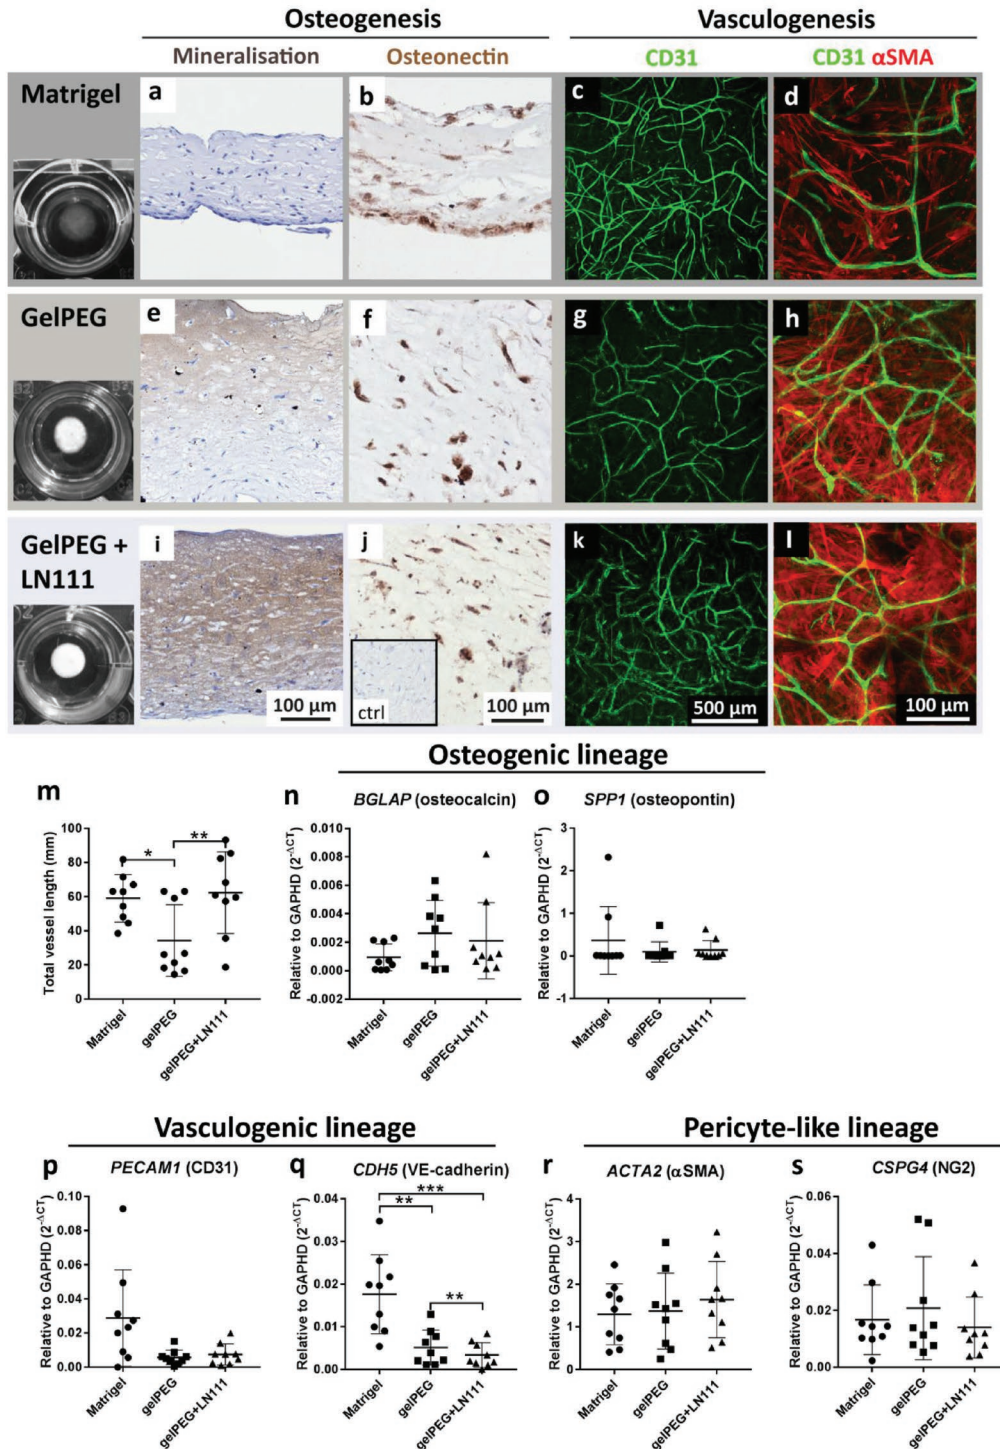 Osteogenesis
Vasculogenesis
Mineralisation
Osteonectin
CD31
CD31 αSMA
Matrigel
a
b
c
d
GelPEG
e
f
g
h
GelPEG +
LN111
i
j
k
l
ctrl
100 μm
100 μm
500 μm
100 μm
Osteogenic lineage
m
n
BGLAP (osteocalcin)
o
SPP1 (osteopontin)
Total vessel length (mm)
100
80
60
40
20
0
*
**
Matrigel
gelPEG
gelPEG+LN111
Relative to GAPHD (2^-ΔCT)
0.010
0.008
0.006
0.004
0.002
0.000
-0.002
Matrigel
gelPEG
gelPEG+LN111
Relative to GAPHD (2^-ΔCT)
3
2
1
0
-1
Matrigel
gelPEG
gelPEG+LN111
Vasculogenic lineage
Pericyte-like lineage
p
PECAM1 (CD31)
q
CDH5 (VE-cadherin)
r
ACTA2 (αSMA)
s
CSPG4 (NG2)
Relative to GAPHD (2^-ΔCT)
0.10
0.08
0.06
0.04
0.02
0.00
Matrigel
gelPEG
gelPEG+LN111
Relative to GAPHD (2^-ΔCT)
0.04
0.03
0.02
0.01
0.00
***
**
**
Matrigel
gelPEG
gelPEG+LN111
Relative to GAPHD (2^-ΔCT)
4
3
2
1
0
Matrigel
gelPEG
gelPEG+LN111
Relative to GAPHD (2^-ΔCT)
0.06
0.04
0.02
0.00
Matrigel
gelPEG
gelPEG+LN111